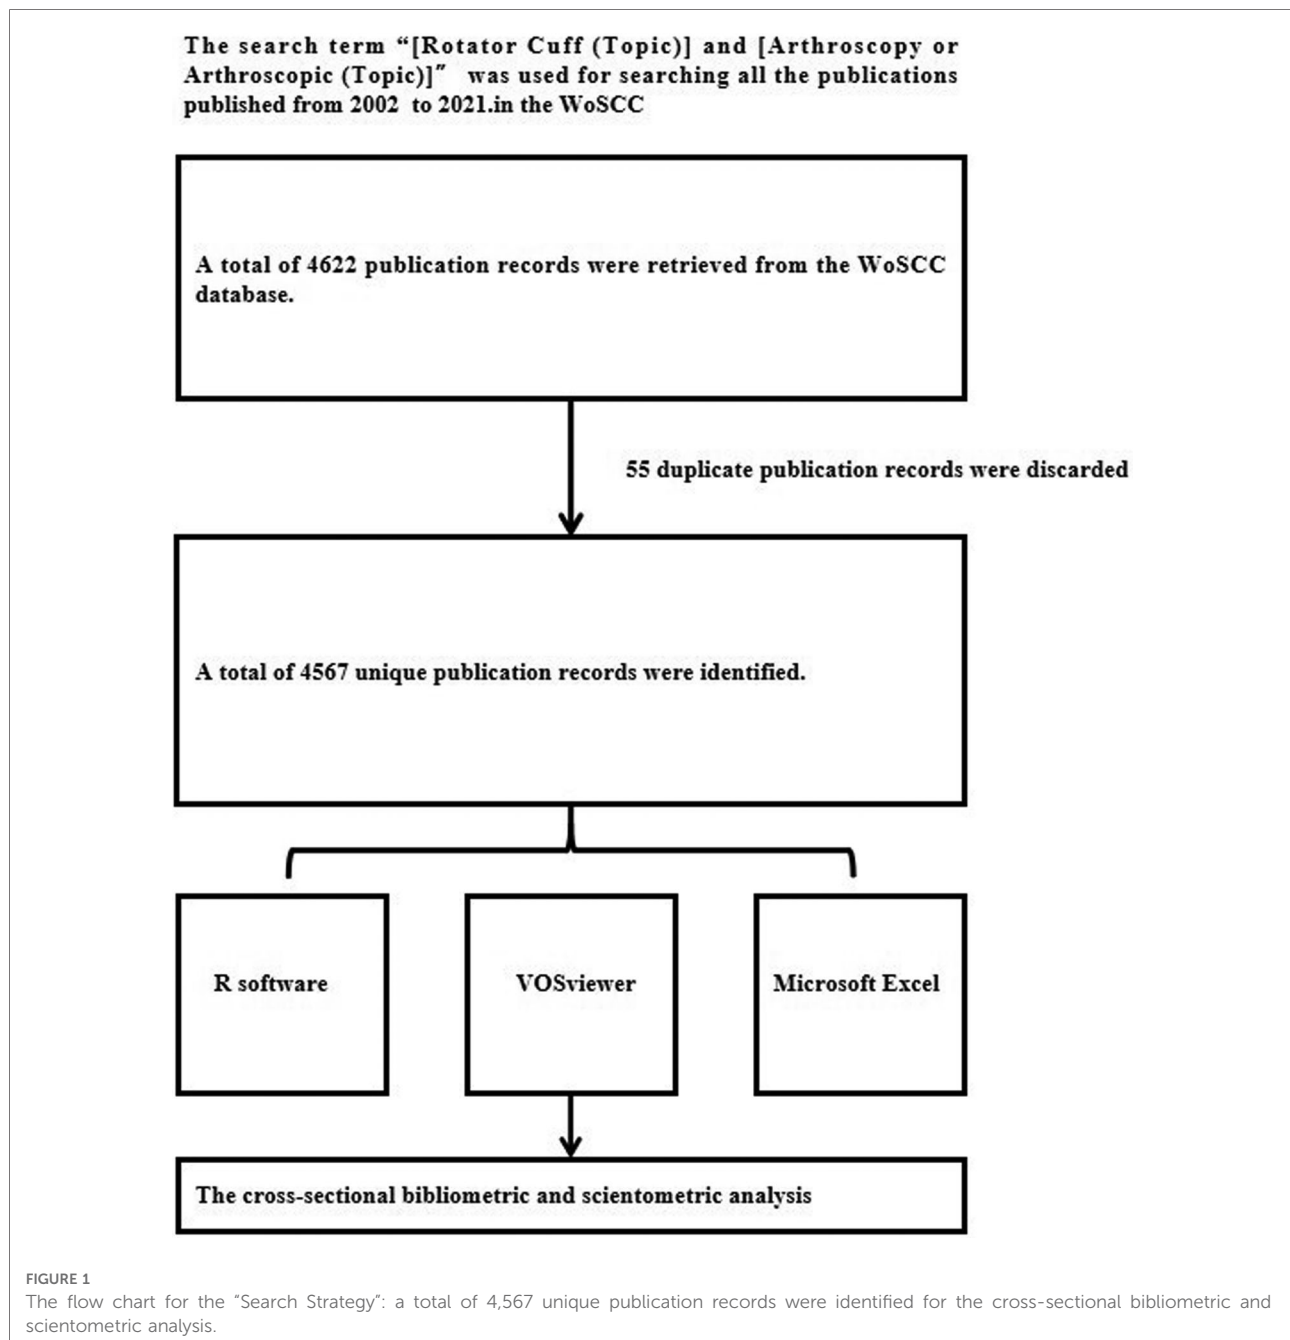 The search term “[Rotator Cuff (Topic)] and [Arthroscopy or
Arthroscopic (Topic)]” was used for searching all the publications
published from 2002 to 2021.in the WoSCC
A total of 4622 publication records were retrieved from the WoSCC
database.
55 duplicate publication records were discarded
A total of 4567 unique publication records were identified.
R software
VOSviewer
Microsoft Excel
The cross-sectional bibliometric and scientometric analysis
FIGURE 1
The flow chart for the “Search Strategy“: a total of 4,567 unique publication records were identified for the cross-sectional bibliometric and
scientometric analysis.